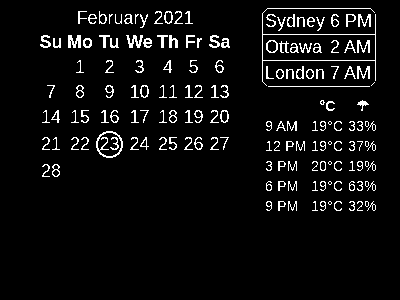 February 2021
Su Mo Tu We Th Fr Sa
1 2 3 4 5 6
7 8 9 10 11 12 13
14 15 16 17 18 19 20
21 22 23 24 25 26 27
28
Sydney 6 PM
Ottawa 2 AM
London 7 AM
°C ☂
9 AM 19°C 33%
12 PM 19°C 37%
3 PM 20°C 19%
6 PM 19°C 63%
9 PM 19°C 32%